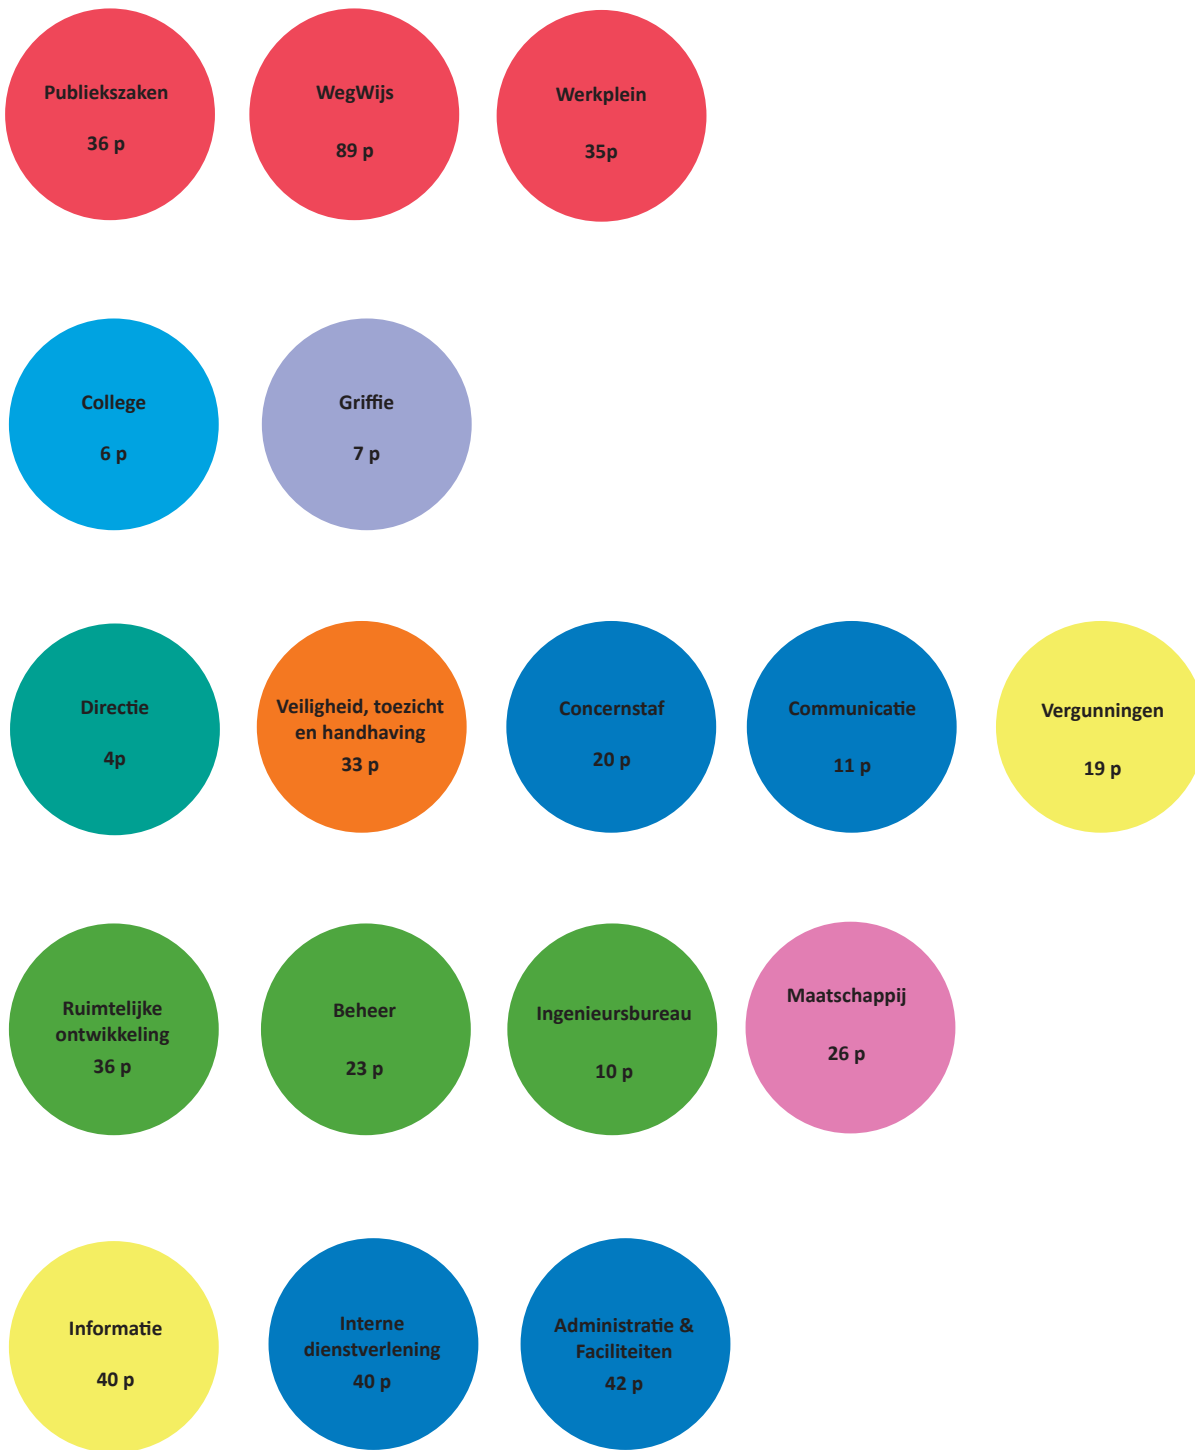 Publiekszaken
36 p
WegWijs
89 p
Werkplein
35p
College
6 p
Griffie
7 p
Directie
4p
Veiligheid, toezicht
en handhaving
33 p
Concernstaf
20 p
Communicatie
11 p
Vergunningen
19 p
Ruimtelijke
ontwikkeling
36 p
Beheer
23 p
Ingenieursbureau
10 p
Maatschappij
26 p
Informatie
40 p
Interne
dienstverlening
40 p
Administratie &
Faciliteiten
42 p